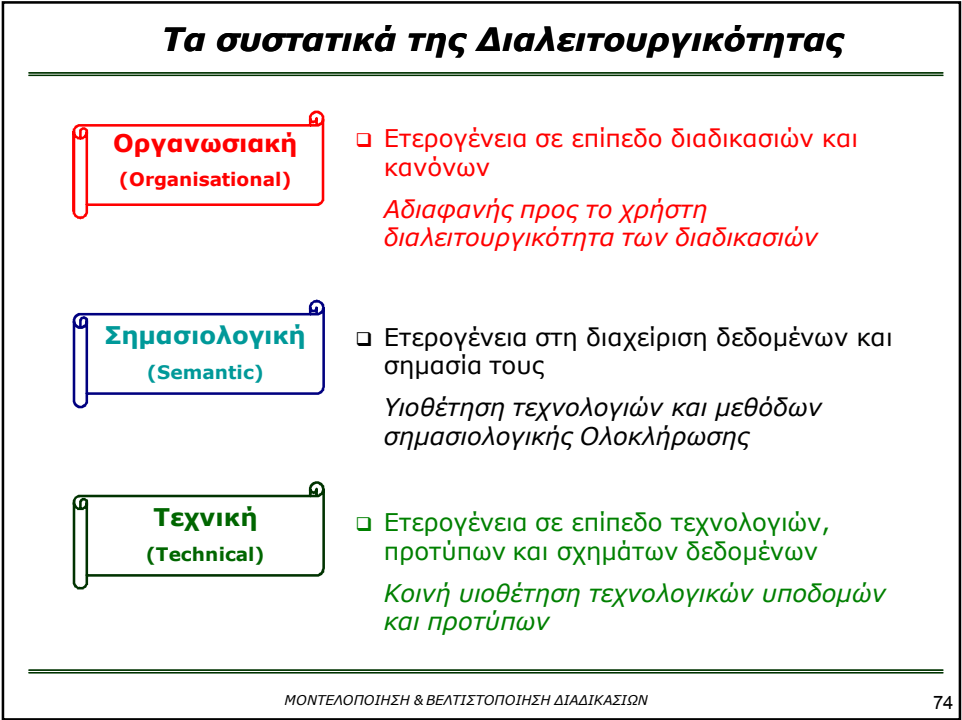 Τα συστατικά της Διαλειτουργικότητας
Οργανωσιακή
(Organisational)
Ετερογένεια σε επίπεδο διαδικασιών και
κανόνων
Αδιαφανής προς το χρήστη
διαλειτουργικότητα των διαδικασιών
Σημασιολογική
(Semantic)
Ετερογένεια στη διαχείριση δεδομένων και
σημασία τους
Υιοθέτηση τεχνολογιών και μεθόδων
σημασιολογικής Ολοκλήρωσης
Τεχνική
(Technical)
Ετερογένεια σε επίπεδο τεχνολογιών,
προτύπων και σχημάτων δεδομένων
Κοινή υιοθέτηση τεχνολογικών υποδομών
και προτύπων
ΜΟΝΤΕΛΟΠΟΙΗΣΗ & ΒΕΛΤΙΣΤΟΠΟΙΗΣΗ ΔΙΑΔΙΚΑΣΙΩΝ
74